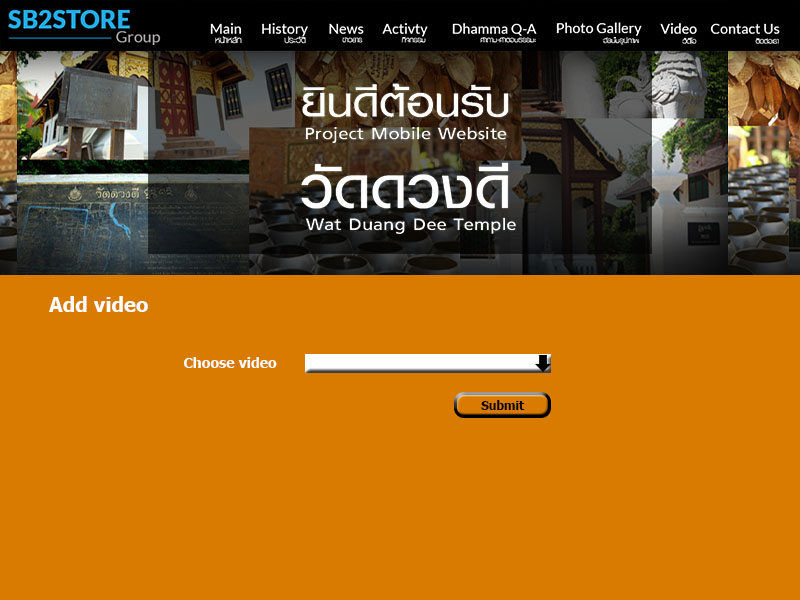 SB2STORE
Group
Main History News Activty Dhamma Q-A Photo Gallery Video Contact Us
หน้าหลัก ประวัติ ข่าวสาร กิจกรรม ถาม-ตอบธรรมะ อัลบั้มรูปภาพ วิดีโอ ติดต่อเรา
ยินดีต้อนรับ
Project Mobile Website
วัดดวงดี
Wat Duang Dee Temple
วัดดวงดี
Add video
Choose video
Submit